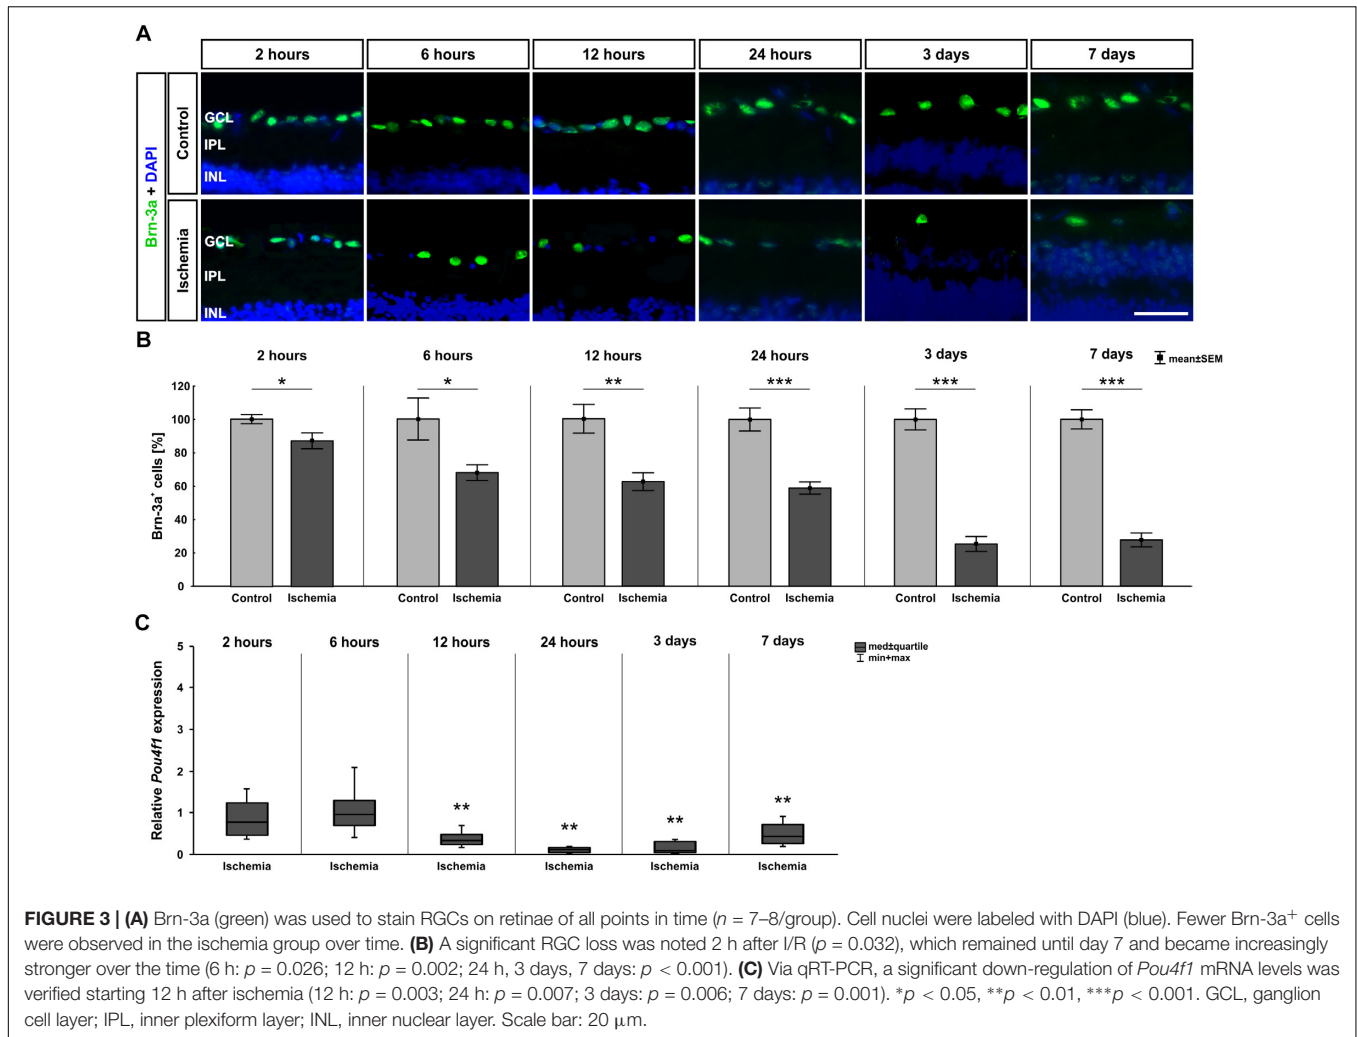 A
2 hours 6 hours 12 hours 24 hours 3 days 7 days
Brn-3a + DAPI
Control
GCL
IPL
INL
Ischemia
GCL
IPL
INL
B
2 hours 6 hours 12 hours 24 hours 3 days 7 days
mean±SEM
* * ** *** *** ***
Brn-3a⁺ cells [%]
120
100
80
60
40
20
0
Control Ischemia Control Ischemia Control Ischemia Control Ischemia Control Ischemia Control Ischemia
C
2 hours 6 hours 12 hours 24 hours 3 days 7 days
med±quartile
min+max
Relative Pou4f1 expression
5
4
3
2
1
0
** ** ** **
Ischemia Ischemia Ischemia Ischemia Ischemia Ischemia
FIGURE 3 | (A) Brn-3a (green) was used to stain RGCs on retinae of all points in time (n = 7–8/group). Cell nuclei were labeled with DAPI (blue). Fewer Brn-3a⁺ cells
were observed in the ischemia group over time. (B) A significant RGC loss was noted 2 h after I/R (p = 0.032), which remained until day 7 and became increasingly
stronger over the time (6 h: p = 0.026; 12 h: p = 0.002; 24 h, 3 days, 7 days: p < 0.001). (C) Via qRT-PCR, a significant down-regulation of Pou4f1 mRNA levels was
verified starting 12 h after ischemia (12 h: p = 0.003; 24 h: p = 0.007; 3 days: p = 0.006; 7 days: p = 0.001). *p < 0.05, **p < 0.01, ***p < 0.001. GCL, ganglion
cell layer; IPL, inner plexiform layer; INL, inner nuclear layer. Scale bar: 20 μm.